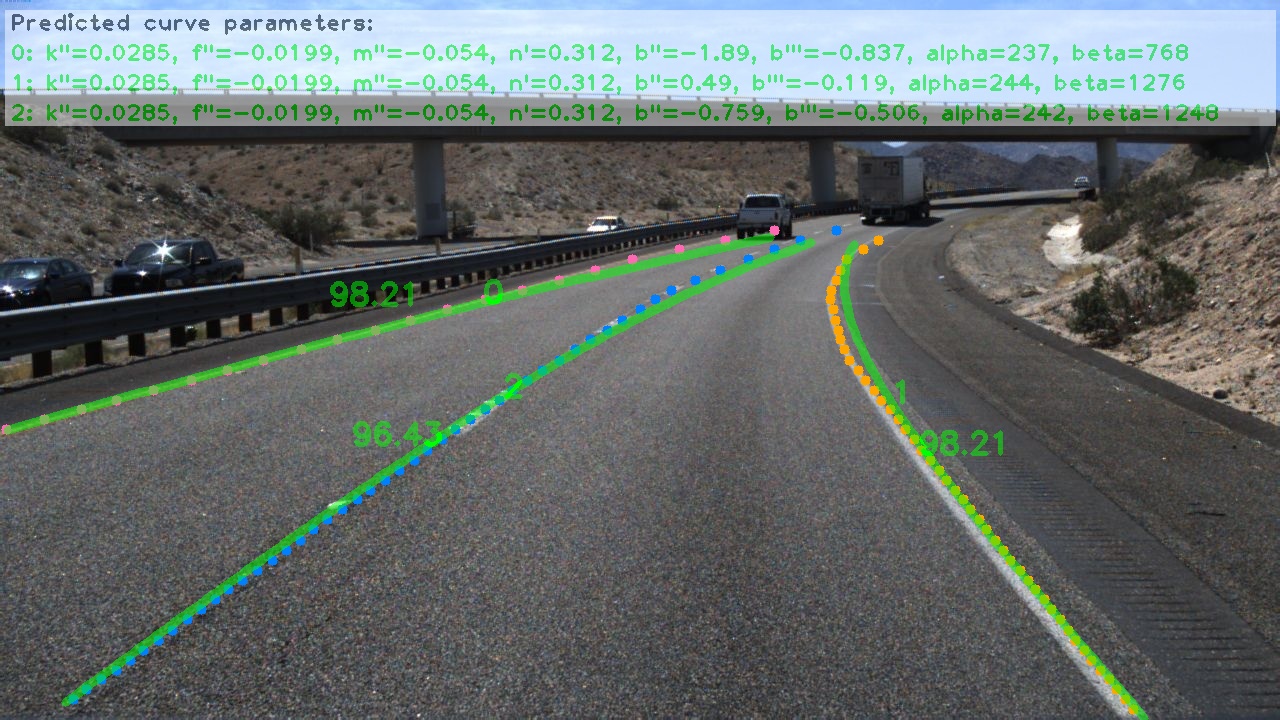 Predicted curve parameters:
0: k''=0.0285, f''=-0.0199, m''=-0.054, n'=0.312, b''=-1.89, b'''=-0.837, alpha=237, beta=768
1: k''=0.0285, f''=-0.0199, m''=-0.054, n'=0.312, b''=0.49, b'''=-0.119, alpha=244, beta=1276
2: k''=0.0285, f''=-0.0199, m''=-0.054, n'=0.312, b''=-0.759, b'''=-0.506, alpha=242, beta=1248
98.21 0
2
1
96.43
98.21